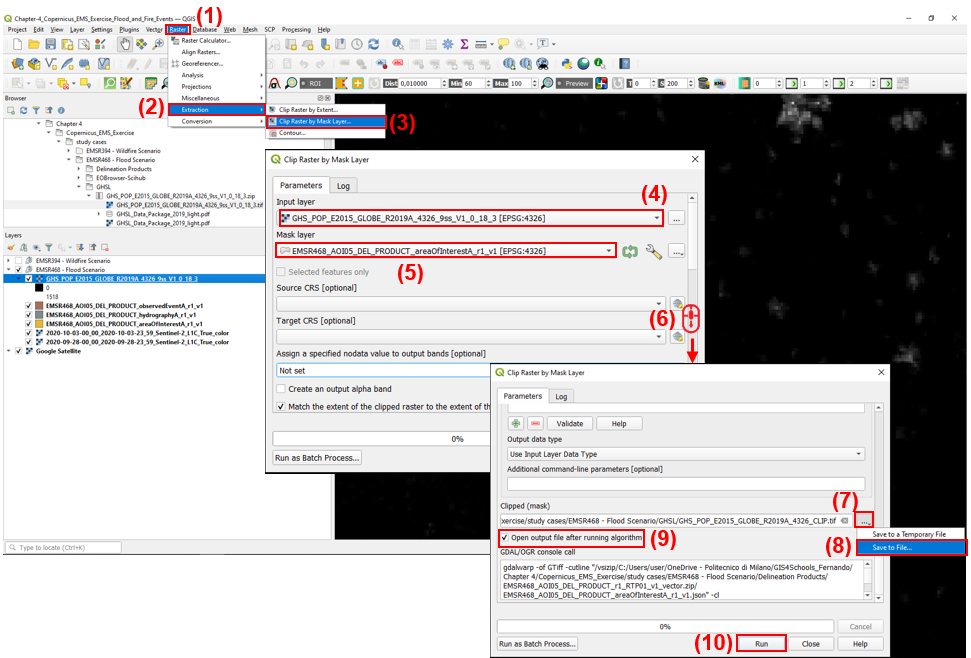 Chapter-4_Copernicus_EMS_Exercise_Flood_and_Fire_Events — QGIS
(1)
Project Edit View Layer Settings Plugins Vector Raster Database Web Mesh SCP Processing Help
Raster Calculator...
Align Rasters...
Georeferencer...
Analysis
Projections
Miscellaneous
(2)
Extraction
Conversion
Clip Raster by Extent...
Clip Raster by Mask Layer...
(3)
Contour...
ROI
Dist 0,010000 Min 60 Max 100
Preview
T 0 S 200
0 1 2
Browser
Chapter 4
Copernicus_EMS_Exercise
study cases
EMSR394 - Wildfire Scenario
EMSR468 - Flood Scenario
Delineation Products
EOBrowser-Scihub
GHSL
GHS_POP_E2015_GLOBE_R2019A_4326_9ss_V1_0_18_3.zip
GHS_POP_E2015_GLOBE_R2019A_4326_9ss_V1_0_18_3.tif
GHSL_Data_Package_2019_light.pdf
GHSL_Data_Package_2019_light.pdf
Layers
EMSR394 - Wildfire Scenario
EMSR468 - Flood Scenario
GHS_POP_E2015_GLOBE_R2019A_4326_9ss_V1_0_18_3
0
1518
EMSR468_AOI05_DEL_PRODUCT_observedEventA_r1_v1
EMSR468_AOI05_DEL_PRODUCT_hydrographyA_r1_v1
EMSR468_AOI05_DEL_PRODUCT_areaOfInterestA_r1_v1
2020-10-03-00_00_2020-10-03-23_59_Sentinel-2_L1C_True_color
2020-09-28-00_00_2020-09-28-23_59_Sentinel-2_L1C_True_color
Google Satellite
Type to locate (Ctrl+K)
Clip Raster by Mask Layer
Parameters Log
Input layer
(4)
GHS_POP_E2015_GLOBE_R2019A_4326_9ss_V1_0_18_3 [EPSG:4326]
...
Mask layer
EMSR468_AOI05_DEL_PRODUCT_areaOfInterestA_r1_v1 [EPSG:4326]
...
(5)
Selected features only
Source CRS [optional]
Target CRS [optional]
(6)
Assign a specified nodata value to output bands [optional]
Not set
Create an output alpha band
Match the extent of the clipped raster to the extent of th
0%
Run as Batch Process...
Clip Raster by Mask Layer
Parameters Log
Validate Help
Output data type
Use Input Layer Data Type
Additional command-line parameters [optional]
Clipped (mask)
(7)
xercise/study cases/EMSR468 - Flood Scenario/GHSL/GHS_POP_E2015_GLOBE_R2019A_4326_CLIP.tif
...
Save to a Temporary File
(8)
Save to File...
Open output file after running algorithm
(9)
GDAL/OGR console call
gdalwarp -of GTiff -cutline "/vsizip/C:/Users/user/OneDrive - Politecnico di Milano/GIS4Schools_Fernando/
Chapter 4/Copernicus_EMS_Exercise/study cases/EMSR468 - Flood Scenario/Delineation Products/
EMSR468_AOI05_DEL_PRODUCT_r1_RTP01_v1_vector.zip/
EMSR468_AOI05_DEL_PRODUCT_areaOfInterestA_r1_v1.json" -cl
0%
Cancel
Run as Batch Process...
(10)
Run
Close
Help